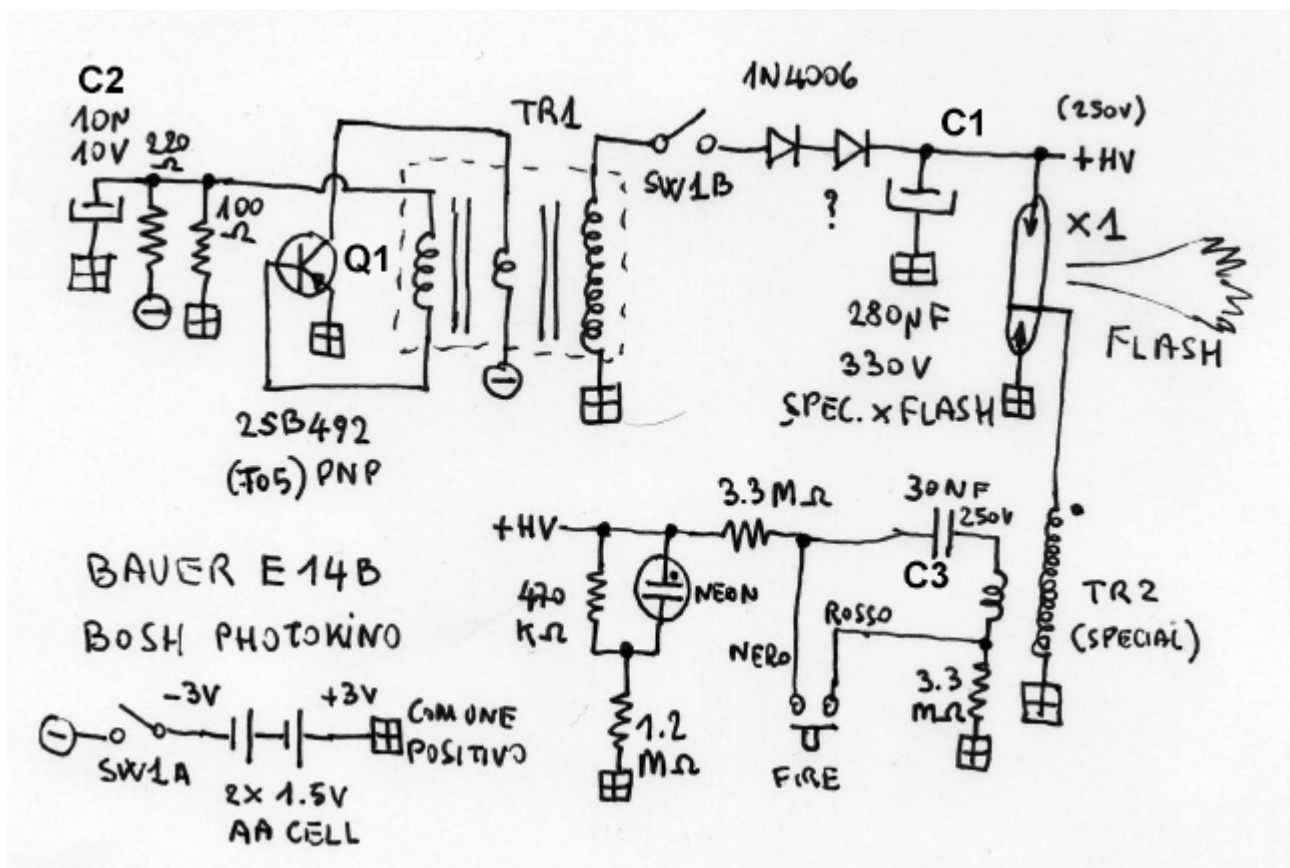 C2
10N
10V
220
Ω
100
Ω
Q1
2SB492
(TO5) PNP
TR1
SW1B
1N4006
?
C1
(250V)
+HV
X1
FLASH
280µF
330V
SPEC. X FLASH
BAUER E14B
BOSH PHOTOKINO
-3V
+3V
COMUNE
POSITIVO
SW1A
2X 1.5V
AA CELL
+HV
470
KΩ
NEON
1.2
MΩ
3.3MΩ
30NF
250V
C3
NERO
ROSSO
FIRE
3.3
MΩ
TR2
(SPECIAL)